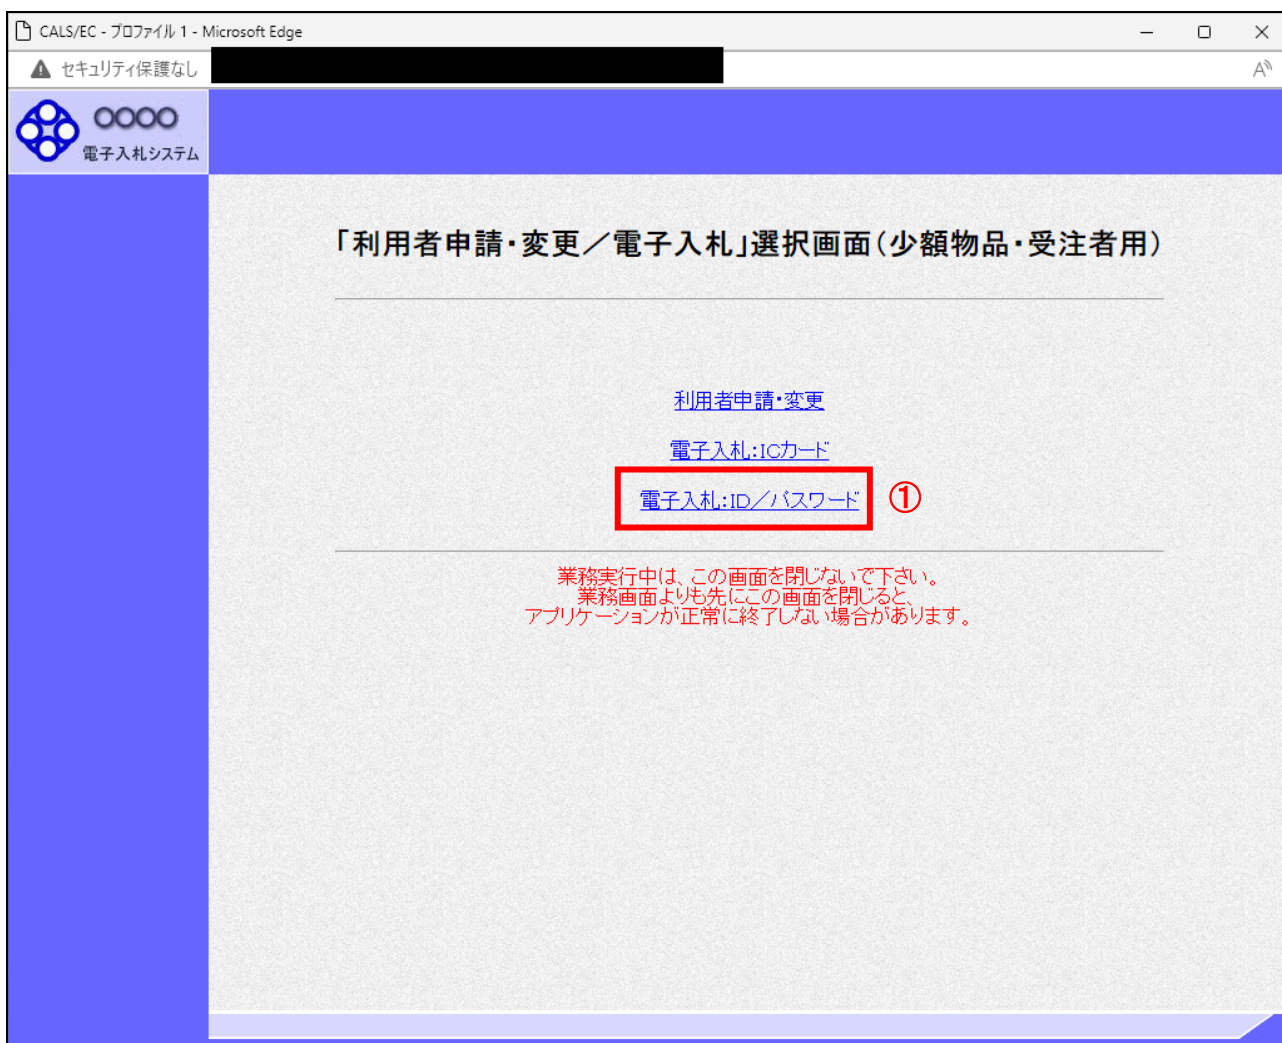 CALS/EC - プロファイル 1 - Microsoft Edge
セキュリティ保護なし
〇〇〇〇
電子入札システム
「利用者申請・変更／電子入札」選択画面（少額物品・受注者用）
利用者申請・変更
電子入札：ICカード
電子入札：ID／パスワード ①
業務実行中は、この画面を閉じないで下さい。
業務画面よりも先にこの画面を閉じると、
アプリケーションが正常に終了しない場合があります。